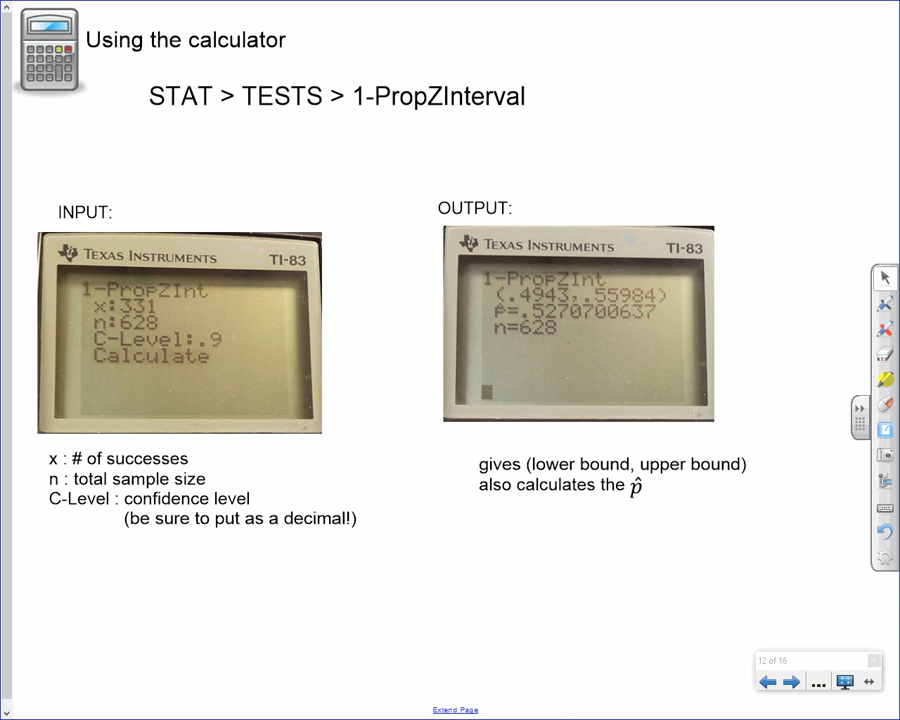 Using the calculator
STAT > TESTS > 1-PropZInterval
INPUT:
TEXAS INSTRUMENTS TI-83
1-PropZInt
x:331
n:628
C-Level:.9
Calculate
x : # of successes
n : total sample size
C-Level : confidence level
(be sure to put as a decimal!)
OUTPUT:
TEXAS INSTRUMENTS TI-83
1-PropZInt
(.4943,.55984)
p̂=.5270700637
n=628
gives (lower bound, upper bound)
also calculates the p̂
12 of 16
...
Extend Page